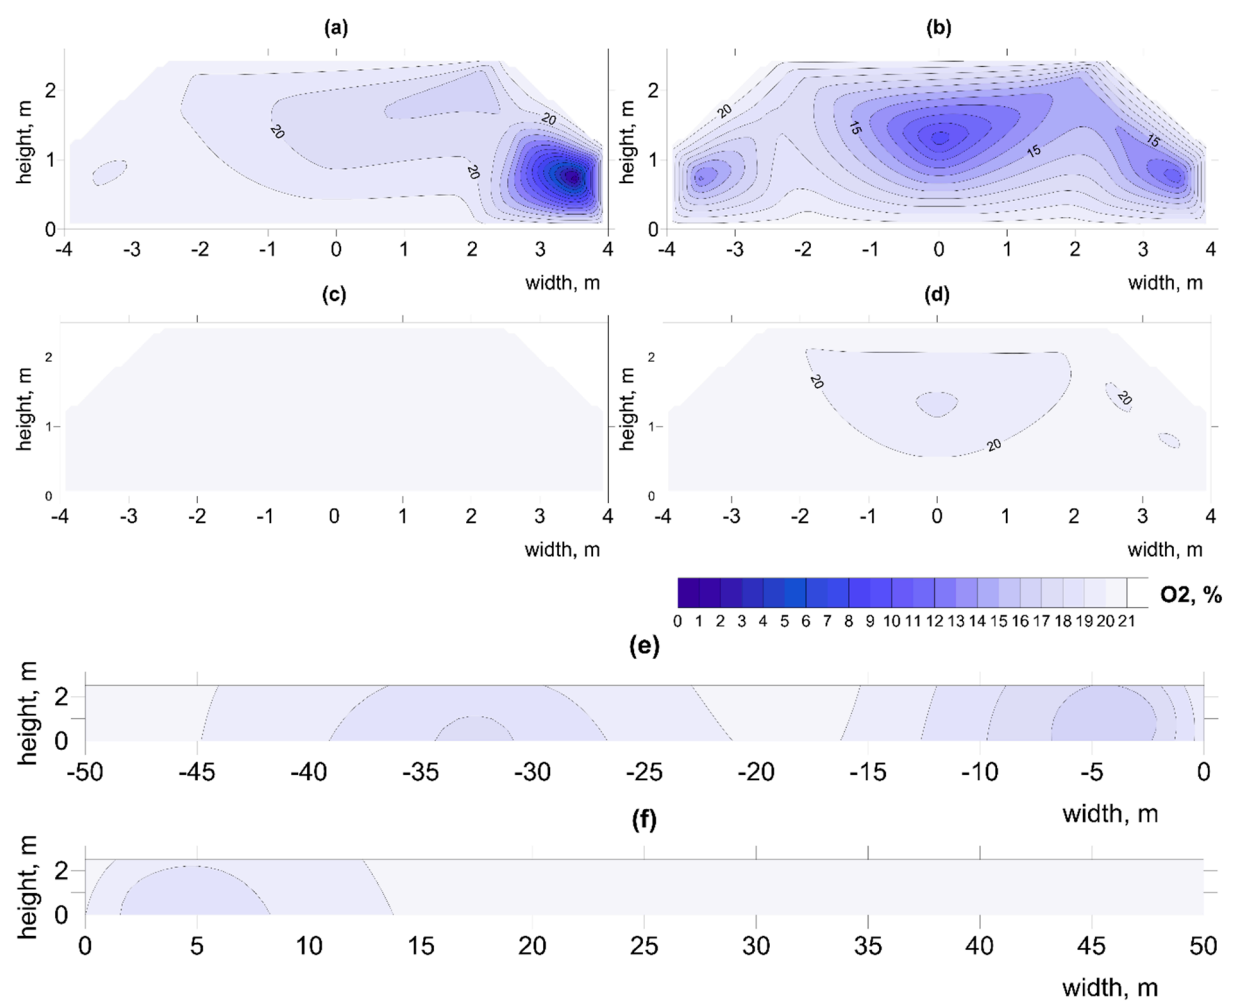 (a) (b)
height, m 2 1 0 20 20 20
-4 -3 -2 -1 0 1 2 3 4
width, m
height, m 2 1 0 20 15 15 15
-4 -3 -2 -1 0 1 2 3 4
width, m
(c) (d)
height, m 2 1 0
-4 -3 -2 -1 0 1 2 3 4
width, m
height, m 2 1 0 20 20 20
-4 -3 -2 -1 0 1 2 3 4
width, m
O2, %
0 1 2 3 4 5 6 7 8 9 10 11 12 13 14 15 16 17 18 19 20 21
(e)
height, m 2 0
-50 -45 -40 -35 -30 -25 -20 -15 -10 -5 0
width, m
(f)
height, m 2 0
0 5 10 15 20 25 30 35 40 45 50
width, m